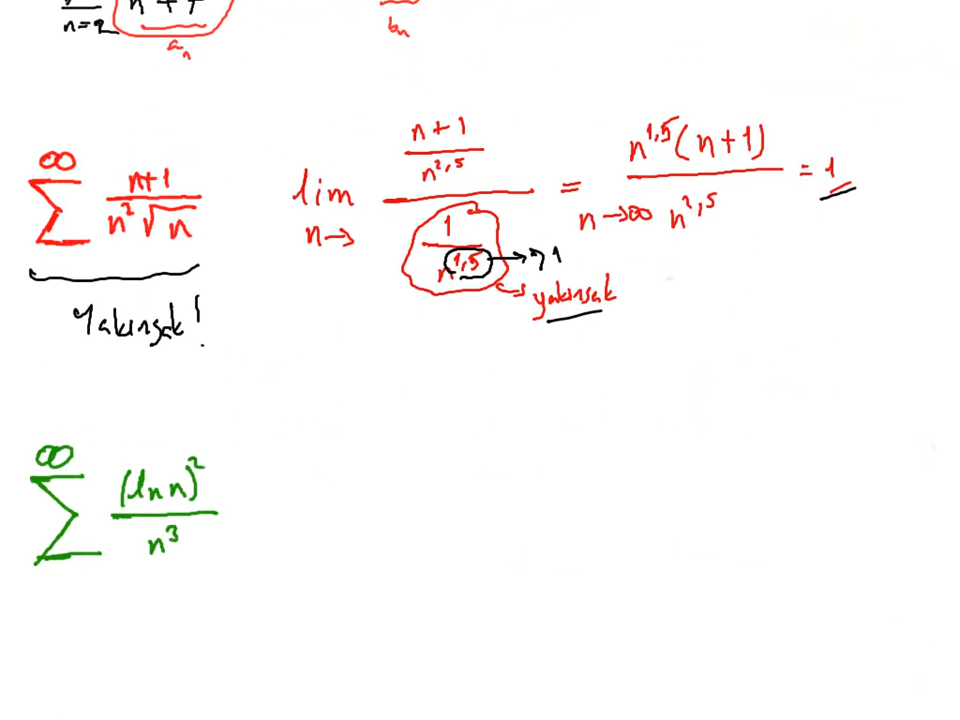 n=2 n + 1
aₙ bₙ
∞ ∑ n+1 / n² √n lim n→ (n+1 / n^2,5) / (1 / n^1,5) = n→∞ n^1,5 (n+1) / n^2,5 = 1
→ >1
→ yakınsak
Yakınsak!
∞ ∑ (ln n)² / n³